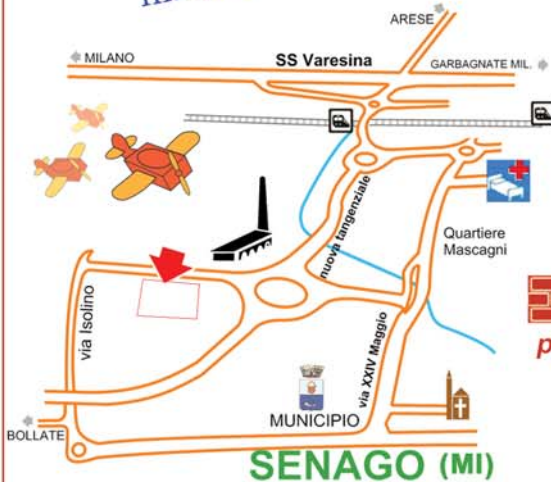 ARESE
MILANO
SS Varesina
GARBAGNATE MIL.
nuova tangenziale
Quartiere
Mascagni
via Isolino
via XXIV Maggio
MUNICIPIO
BOLLATE
SENAGO (MI)